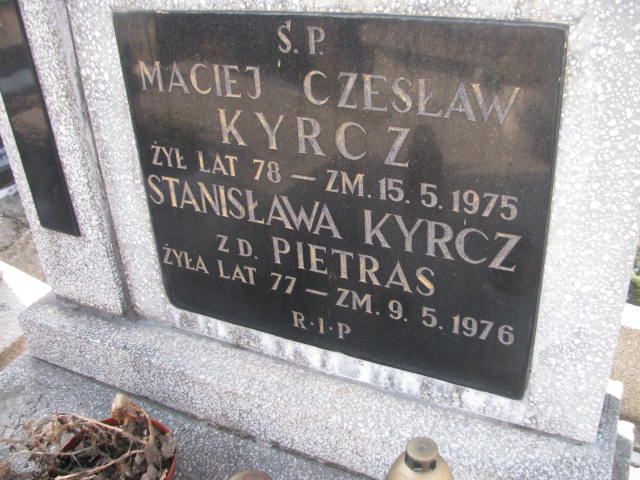 Ś.P.
MACIEJ CZESŁAW
KYRCZ
ŻYŁ LAT 78 – ZM. 15.5.1975
STANISŁAWA KYRCZ
Z D. PIETRAS
ŻYŁA LAT 77 – ZM. 9.5.1976
R·I·P